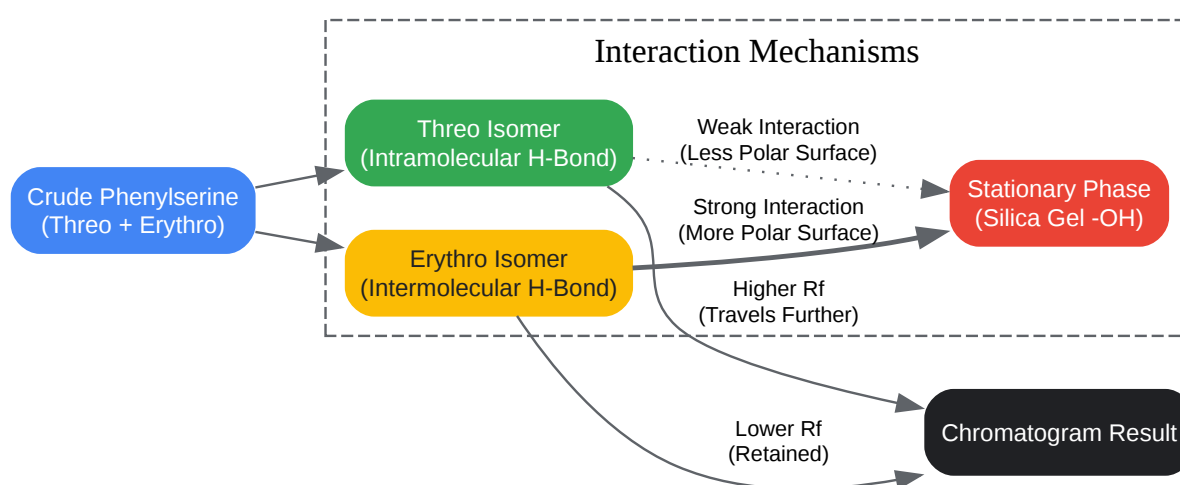 Interaction Mechanisms
Crude Phenylserine
(Threo + Erythro)
Threo Isomer
(Intramolecular H-Bond)
Erythro Isomer
(Intermolecular H-Bond)
Weak Interaction
(Less Polar Surface)
Strong Interaction
(More Polar Surface)
Stationary Phase
(Silica Gel -OH)
Higher Rf
(Travels Further)
Lower Rf
(Retained)
Chromatogram Result